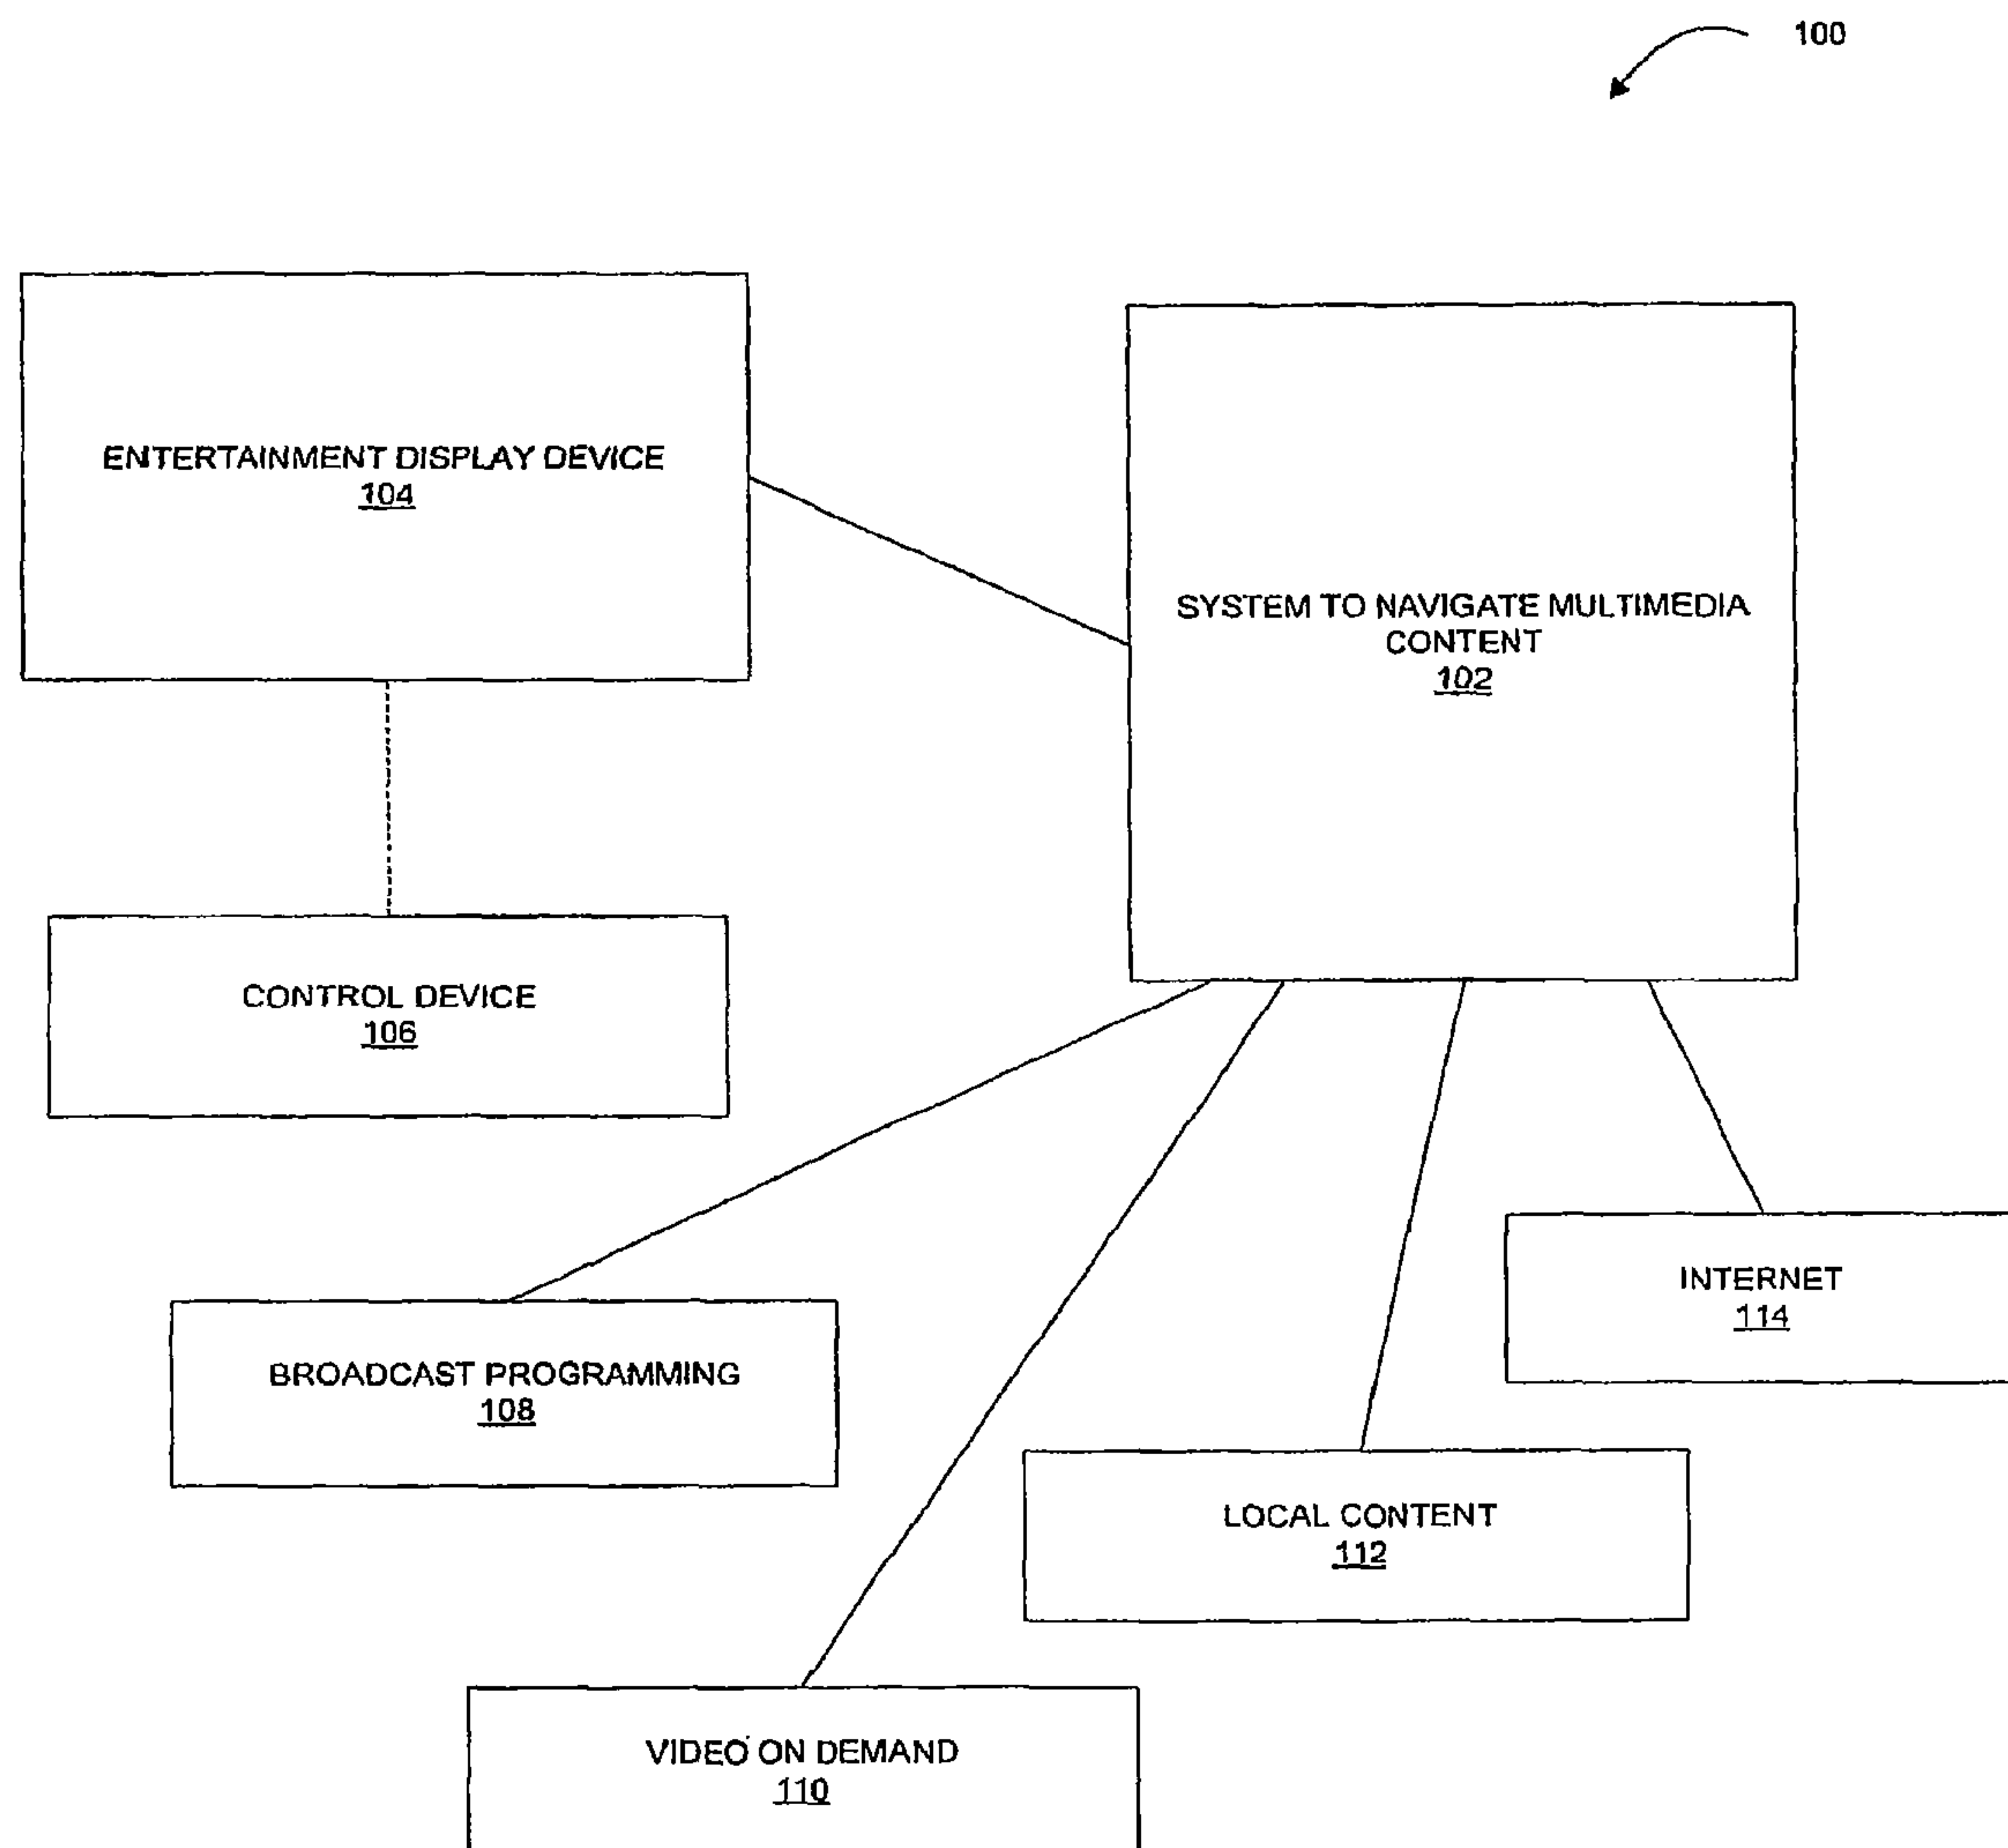 100
ENTERTAINMENT DISPLAY DEVICE
104
SYSTEM TO NAVIGATE MULTIMEDIA
CONTENT
102
CONTROL DEVICE
106
INTERNET
114
BROADCAST PROGRAMMING
108
LOCAL CONTENT
112
VIDEO ON DEMAND
110